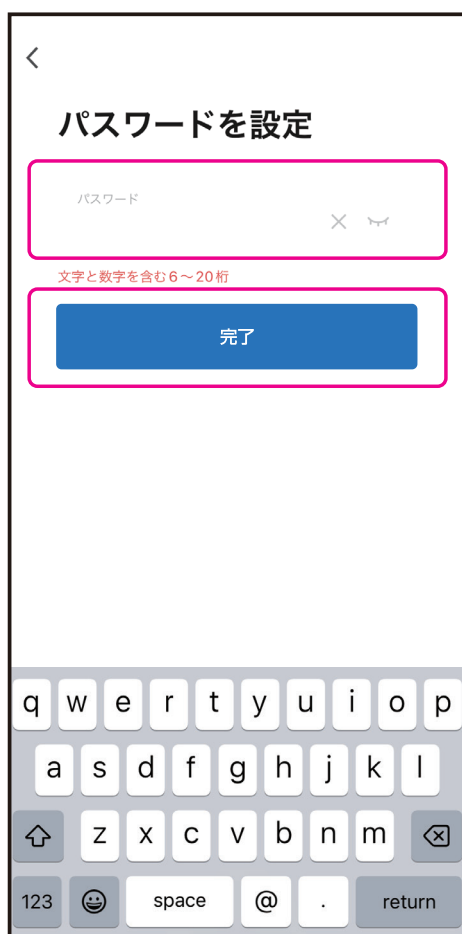 パスワードを設定
パスワード
文字と数字を含む6〜20桁
完了
q w e r t y u i o p
a s d f g h j k l
z x c v b n m
123 space @ . return